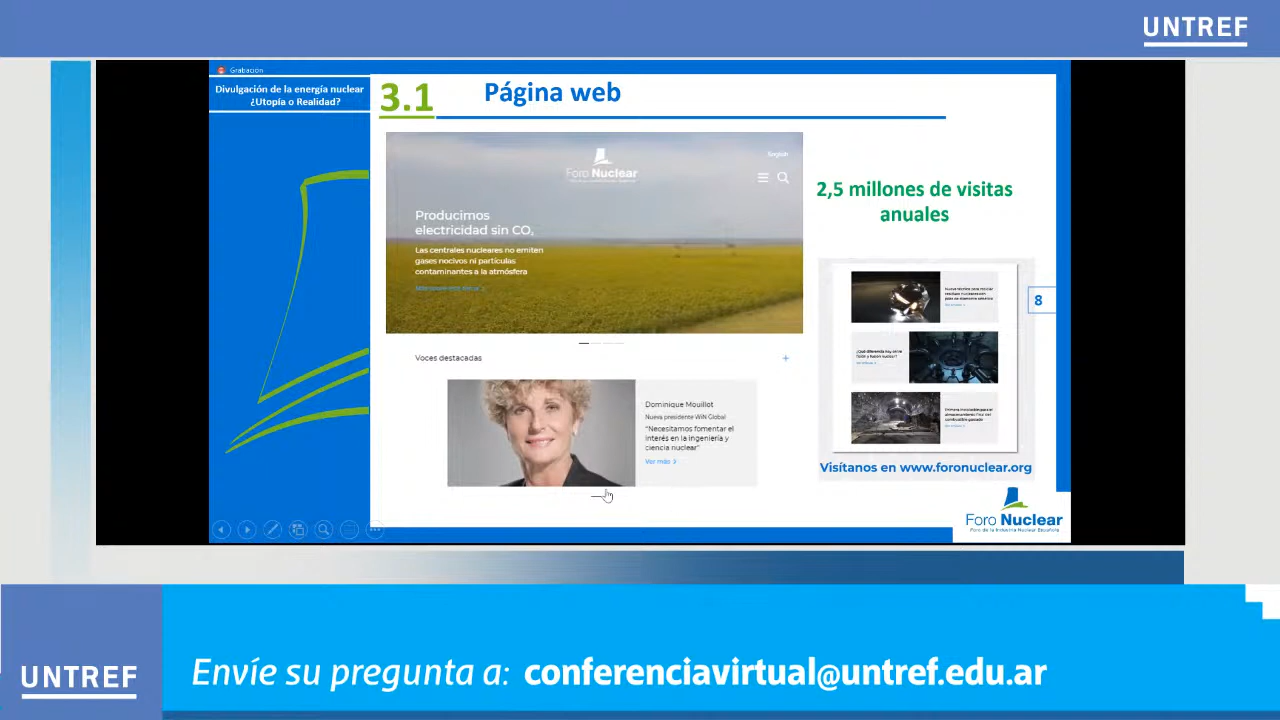 UNTREF
Grabación
Divulgación de la energía nuclear
¿Utopía o Realidad?
3.1
Página web
English
Foro Nuclear
Producimos
electricidad sin CO₂
Las centrales nucleares no emiten
gases nocivos ni partículas
contaminantes a la atmósfera
2,5 millones de visitas
anuales
8
Voces destacadas
+
Dominique Mouillot
Nueva presidente WiN Global
"Necesitamos fomentar el
interés en la ingeniería y
ciencia nuclear"
Ver más >
Visítanos en www.foronuclear.org
Foro Nuclear
Foro de la Industria Nuclear Española
UNTREF
Envíe su pregunta a: conferenciavirtual@untref.edu.ar